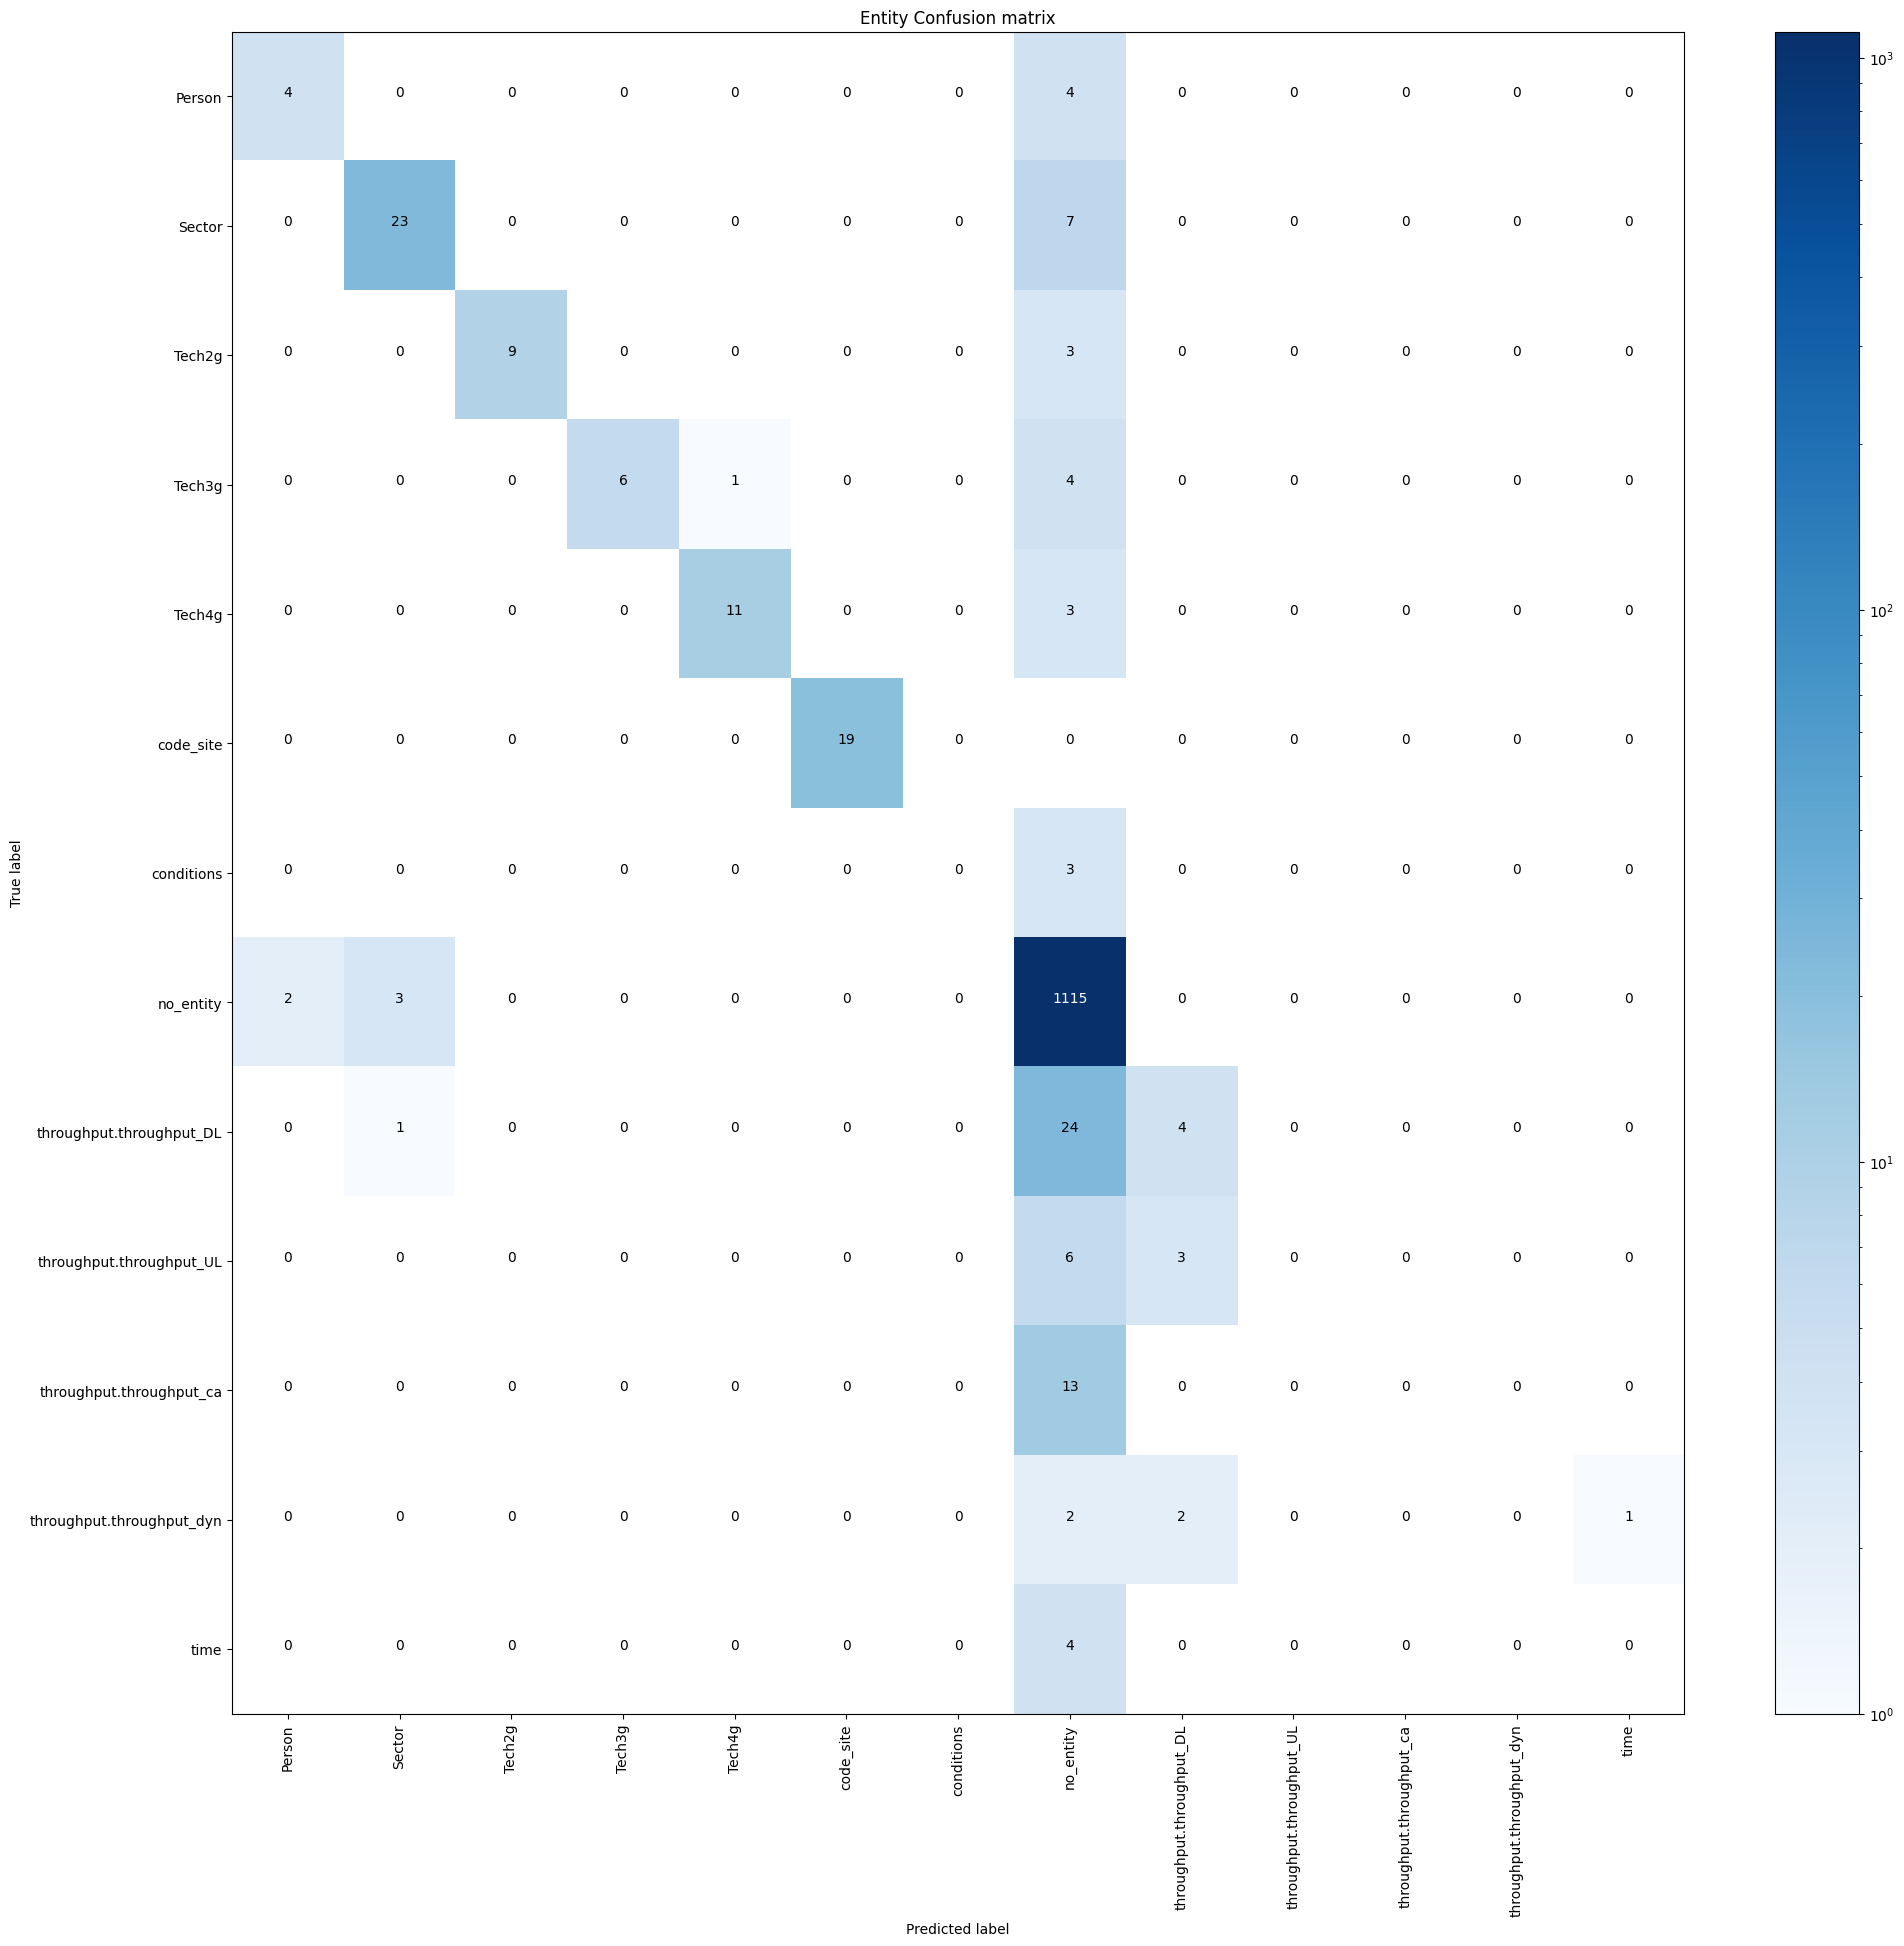 Entity Confusion matrix
Person 4 0 0 0 0 0 0 4 0 0 0 0 0
Sector 0 23 0 0 0 0 0 7 0 0 0 0 0
Tech2g 0 0 9 0 0 0 0 3 0 0 0 0 0
Tech3g 0 0 0 6 1 0 0 4 0 0 0 0 0
Tech4g 0 0 0 0 11 0 0 3 0 0 0 0 0
code_site 0 0 0 0 0 19 0 0 0 0 0 0 0
conditions 0 0 0 0 0 0 0 3 0 0 0 0 0
no_entity 2 3 0 0 0 0 0 1115 0 0 0 0 0
throughput.throughput_DL 0 1 0 0 0 0 0 24 4 0 0 0 0
throughput.throughput_UL 0 0 0 0 0 0 0 6 3 0 0 0 0
throughput.throughput_ca 0 0 0 0 0 0 0 13 0 0 0 0 0
throughput.throughput_dyn 0 0 0 0 0 0 0 2 2 0 0 0 1
time 0 0 0 0 0 0 0 4 0 0 0 0 0
True label
Person
Sector
Tech2g
Tech3g
Tech4g
code_site
conditions
no_entity
throughput.throughput_DL
throughput.throughput_UL
throughput.throughput_ca
throughput.throughput_dyn
time
Predicted label
10³
10²
10¹
10⁰